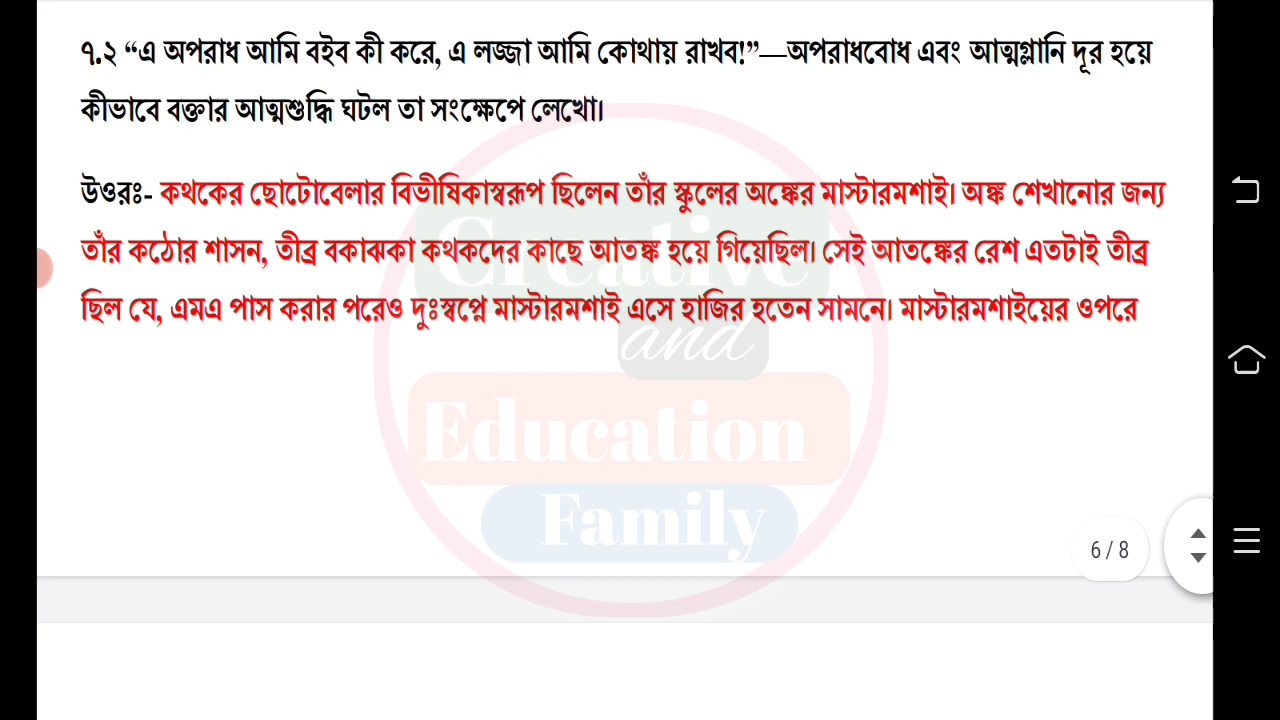 ৭.২ “এ অপরাধ আমি বইব কী করে, এ লজ্জা আমি কোথায় রাখব!”—অপরাধবোধ এবং আত্মগ্লানি দূর হয়ে
কীভাবে বক্তার আত্মশুদ্ধি ঘটল তা সংক্ষেপে লেখো।
উওরঃ- কথকের ছোটোবেলার বিভীষিকাস্বরূপ ছিলেন তাঁর স্কুলের অঙ্কের মাস্টারমশাই। অঙ্ক শেখানোর জন্য
তাঁর কঠোর শাসন, তীব্র বকাঝকা কথকদের কাছে আতঙ্ক হয়ে গিয়েছিল। সেই আতঙ্কের রেশ এতটাই তীব্র
ছিল যে, এমএ পাস করার পরেও দুঃস্বপ্নে মাস্টারমশাই এসে হাজির হতেন সামনে। মাস্টারমশাইয়ের ওপরে
Creative
and
Education
Family
6 / 8